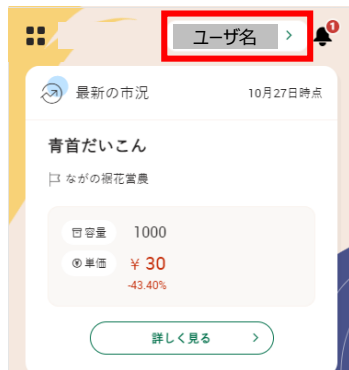 ユーザ名 >
1
最新の市況 10月27日時点
青首だいこん
ながの裾花営農
容量 1000
単価 ¥ 30
-43.40%
詳しく見る >